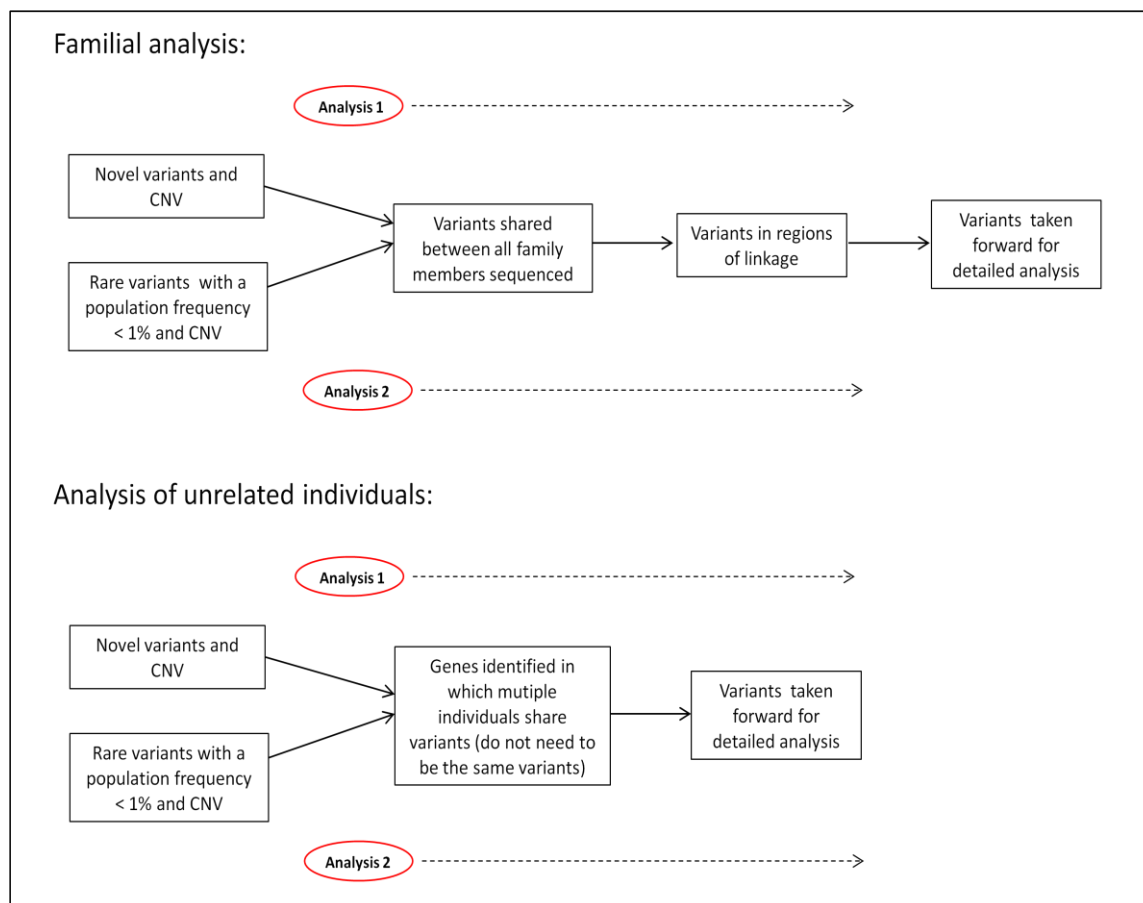 Familial analysis:
Analysis 1
Novel variants and
CNV
Rare variants with a
population frequency
< 1% and CNV
Variants shared
between all family
members sequenced
Variants in regions
of linkage
Variants taken
forward for
detailed analysis
Analysis 2
Analysis of unrelated individuals:
Analysis 1
Novel variants and
CNV
Rare variants with a
population frequency
< 1% and CNV
Genes identified in
which mutiple
individuals share
variants (do not need to
be the same variants)
Variants taken
forward for
detailed analysis
Analysis 2